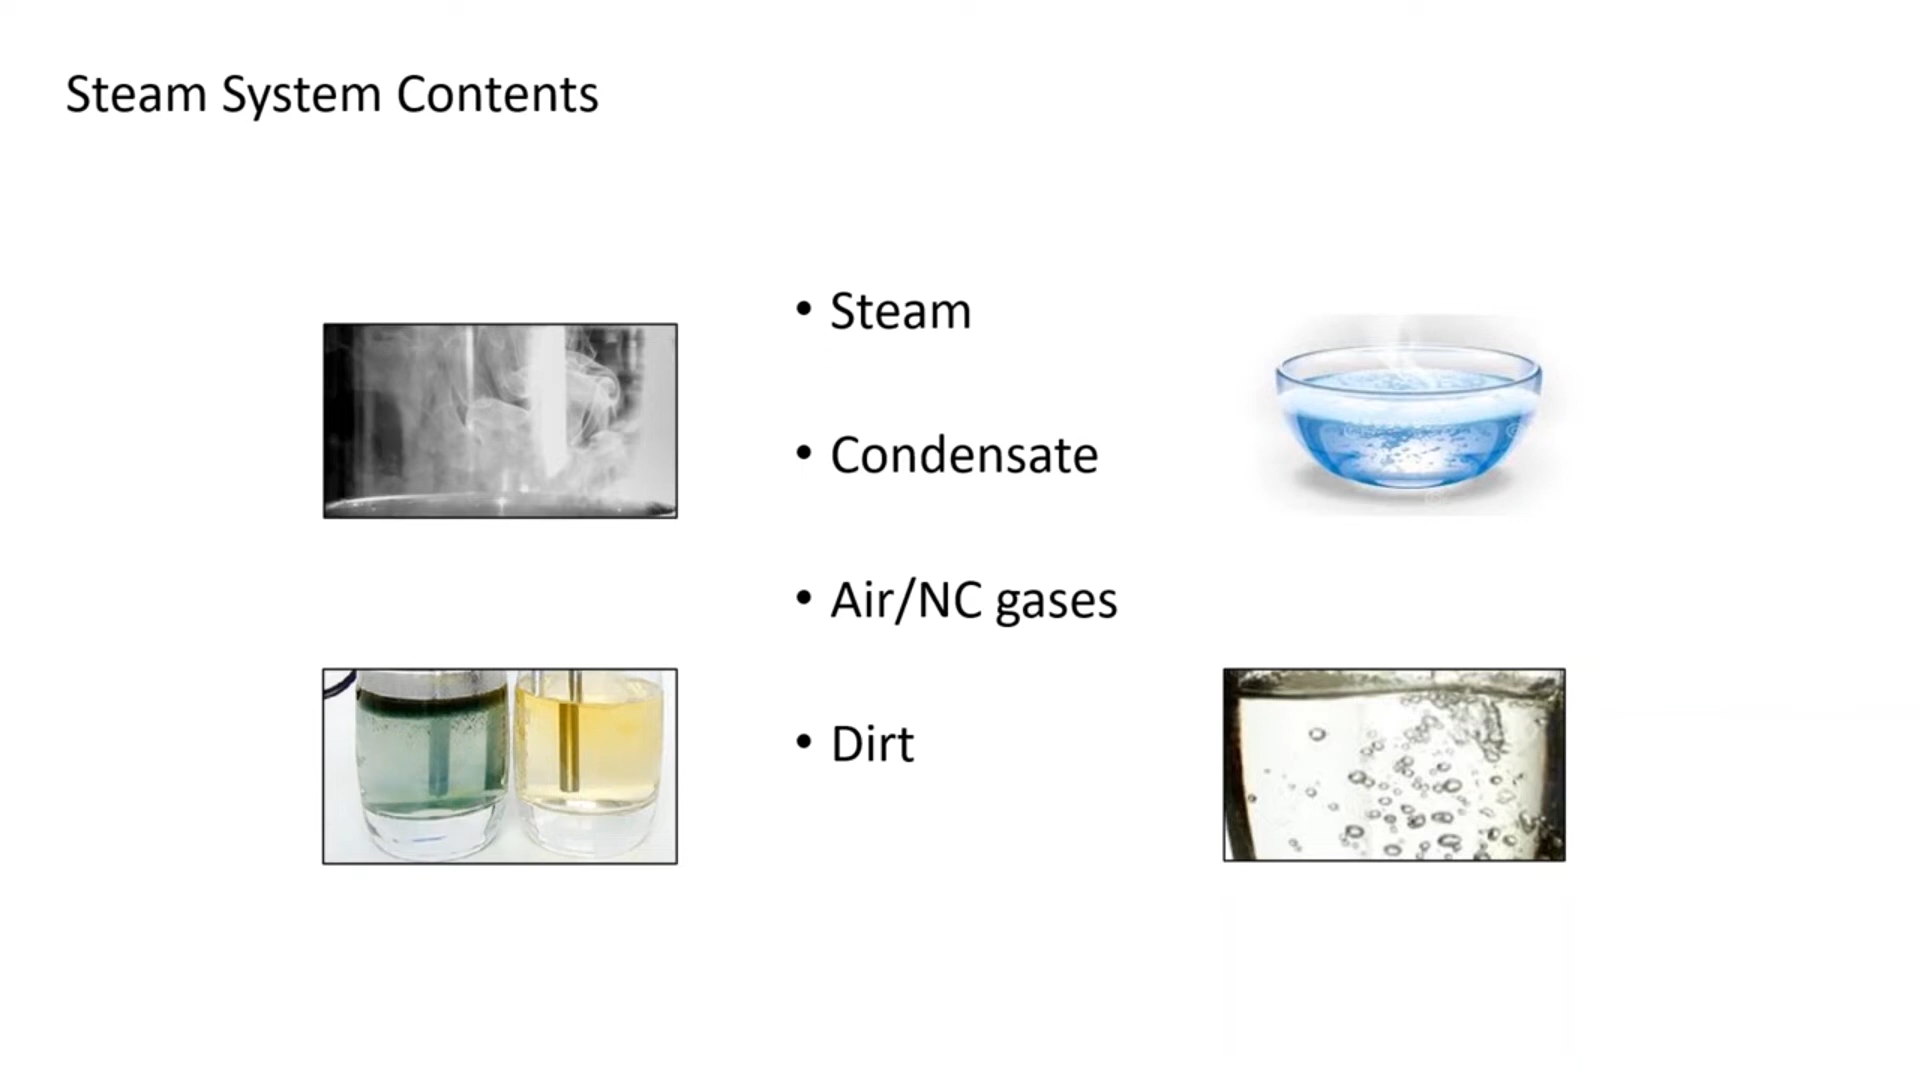 Steam System Contents
• Steam
• Condensate
• Air/NC gases
• Dirt